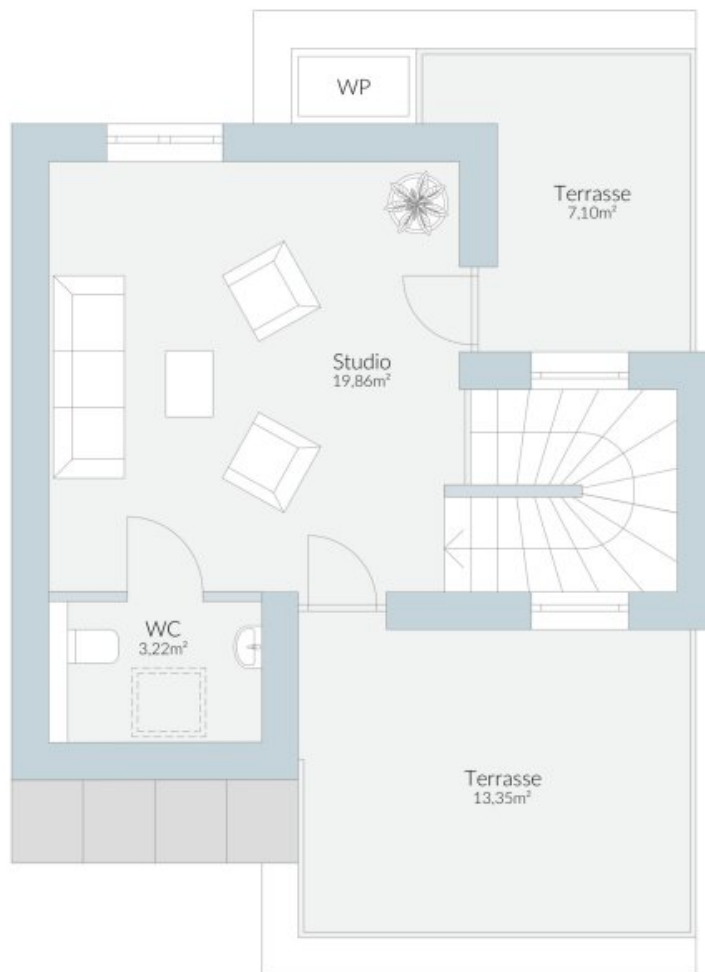 WP
Terrasse
7,10m²
Studio
19,86m²
WC
3,22m²
Terrasse
13,35m²